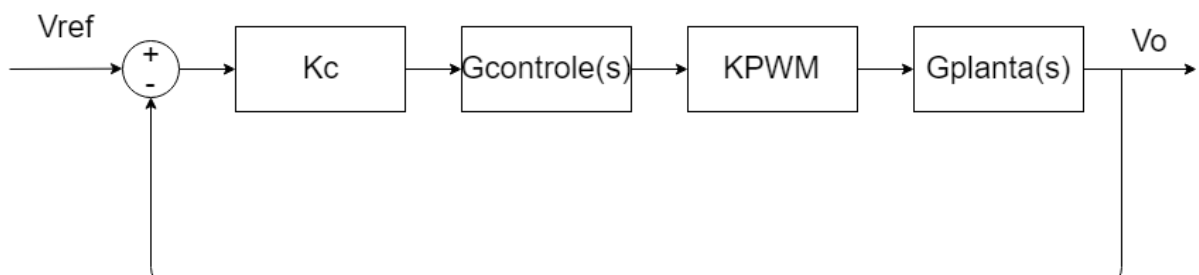 Vref
+
-
Kc
Gcontrole(s)
KPWM
Gplanta(s)
Vo